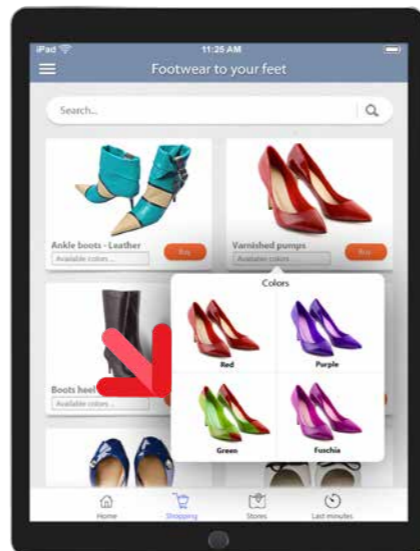 iPad
11:25 AM
Footwear to your feet
Search...
Ankle boots - Leather
Buy
Available colors ...
Varnished pumps
Buy
Available colors ...
Colors
Red
Purple
Green
Fuschia
Boots heel
Available colors ...
Home
Shopping
Stores
Last minutes